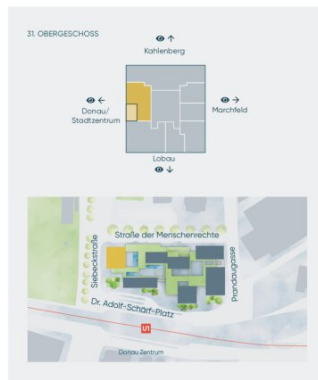 31. OBERGESCHOSS
Kahlenberg
Donau/
Stadtzentrum
Marchfeld
Lobau
Straße der Menschenrechte
Siebeckstraße
Prandaugasse
Dr. Adolf-Schärf-Platz
U1
Donau Zentrum